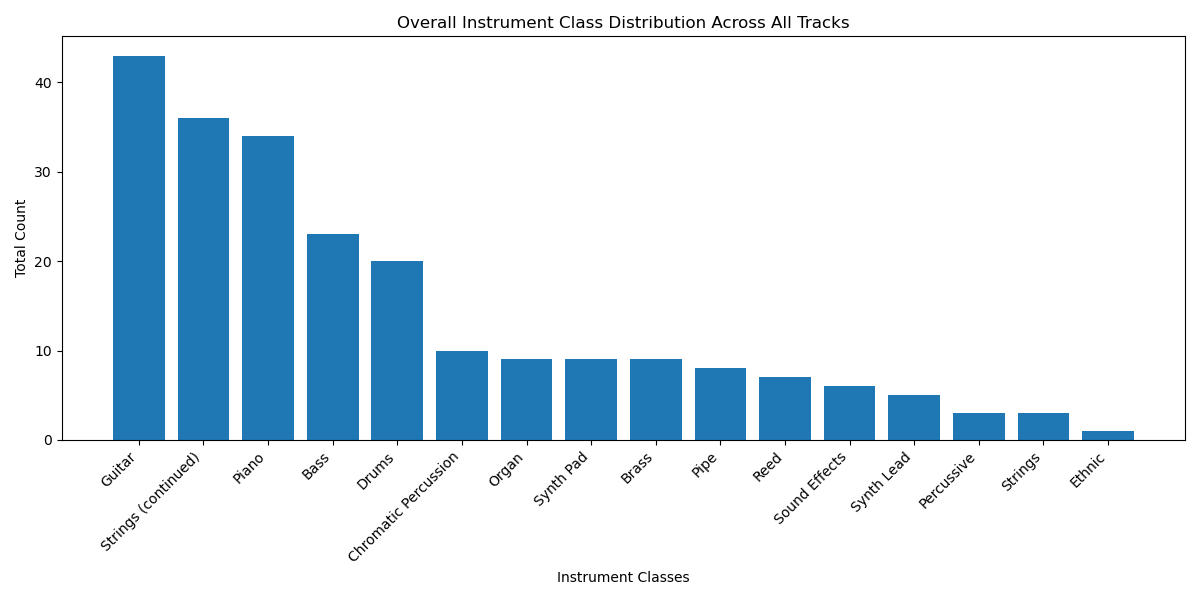 Overall Instrument Class Distribution Across All Tracks
Total Count
40
30
20
10
0
Guitar
Strings (continued)
Piano
Bass
Drums
Chromatic Percussion
Organ
Synth Pad
Brass
Pipe
Reed
Sound Effects
Synth Lead
Percussive
Strings
Ethnic
Instrument Classes